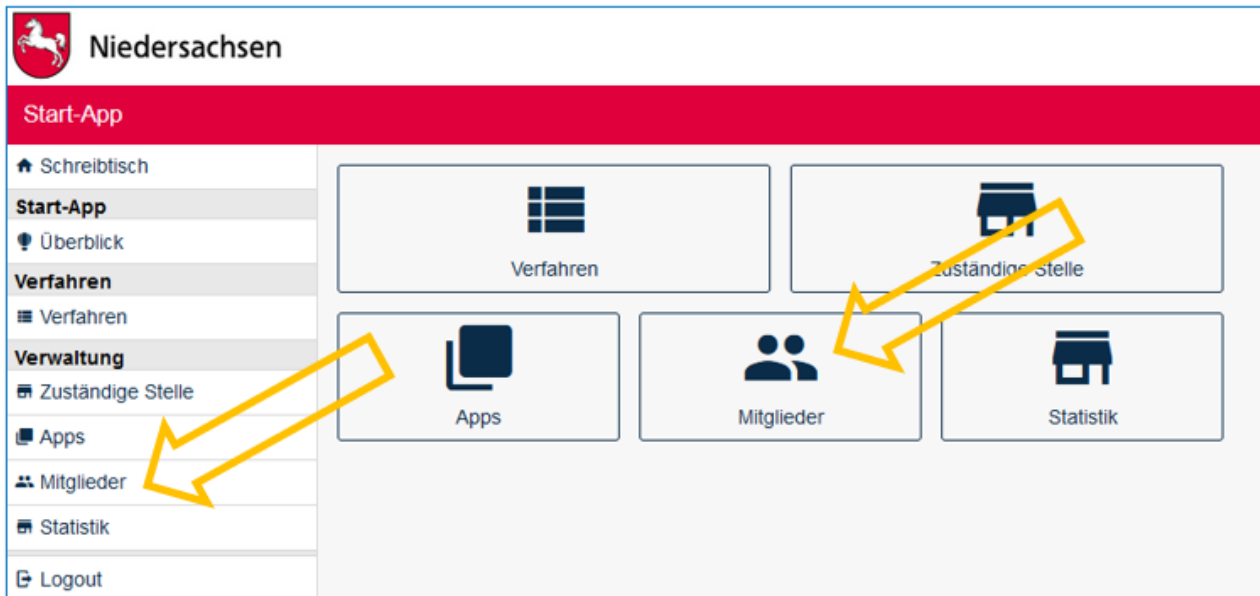 Niedersachsen
Start-App
Schreibtisch
Start-App
Überblick
Verfahren
Verfahren
Verwaltung
Zuständige Stelle
Apps
Mitglieder
Statistik
Logout
Verfahren
Zuständige Stelle
Apps
Mitglieder
Statistik